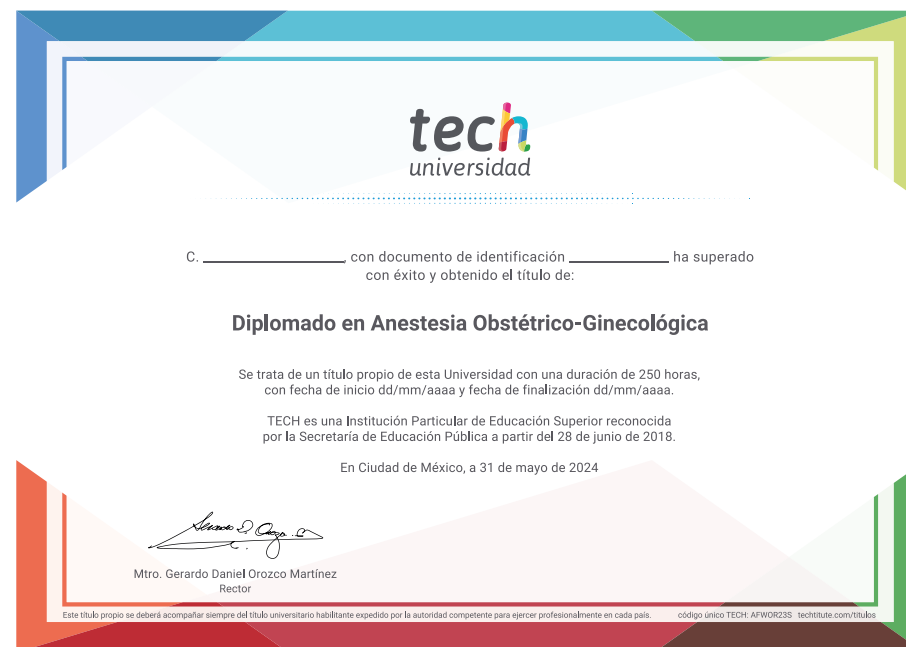 tech
universidad
C. ____________, con documento de identificación ____________ ha superado
con éxito y obtenido el título de:
Diplomado en Anestesia Obstétrico-Ginecológica
Se trata de un título propio de esta Universidad con una duración de 250 horas,
con fecha de inicio dd/mm/aaaa y fecha de finalización dd/mm/aaaa.
TECH es una Institución Particular de Educación Superior reconocida
por la Secretaría de Educación Pública a partir del 28 de junio de 2018.
En Ciudad de México, a 31 de mayo de 2024
Mtro. Gerardo Daniel Orozco Martínez
Rector
Este título propio se deberá acompañar siempre del título universitario habilitante expedido por la autoridad competente para ejercer profesionalmente en cada país. código único TECH: AFWOR23S techtitute.com/titulos